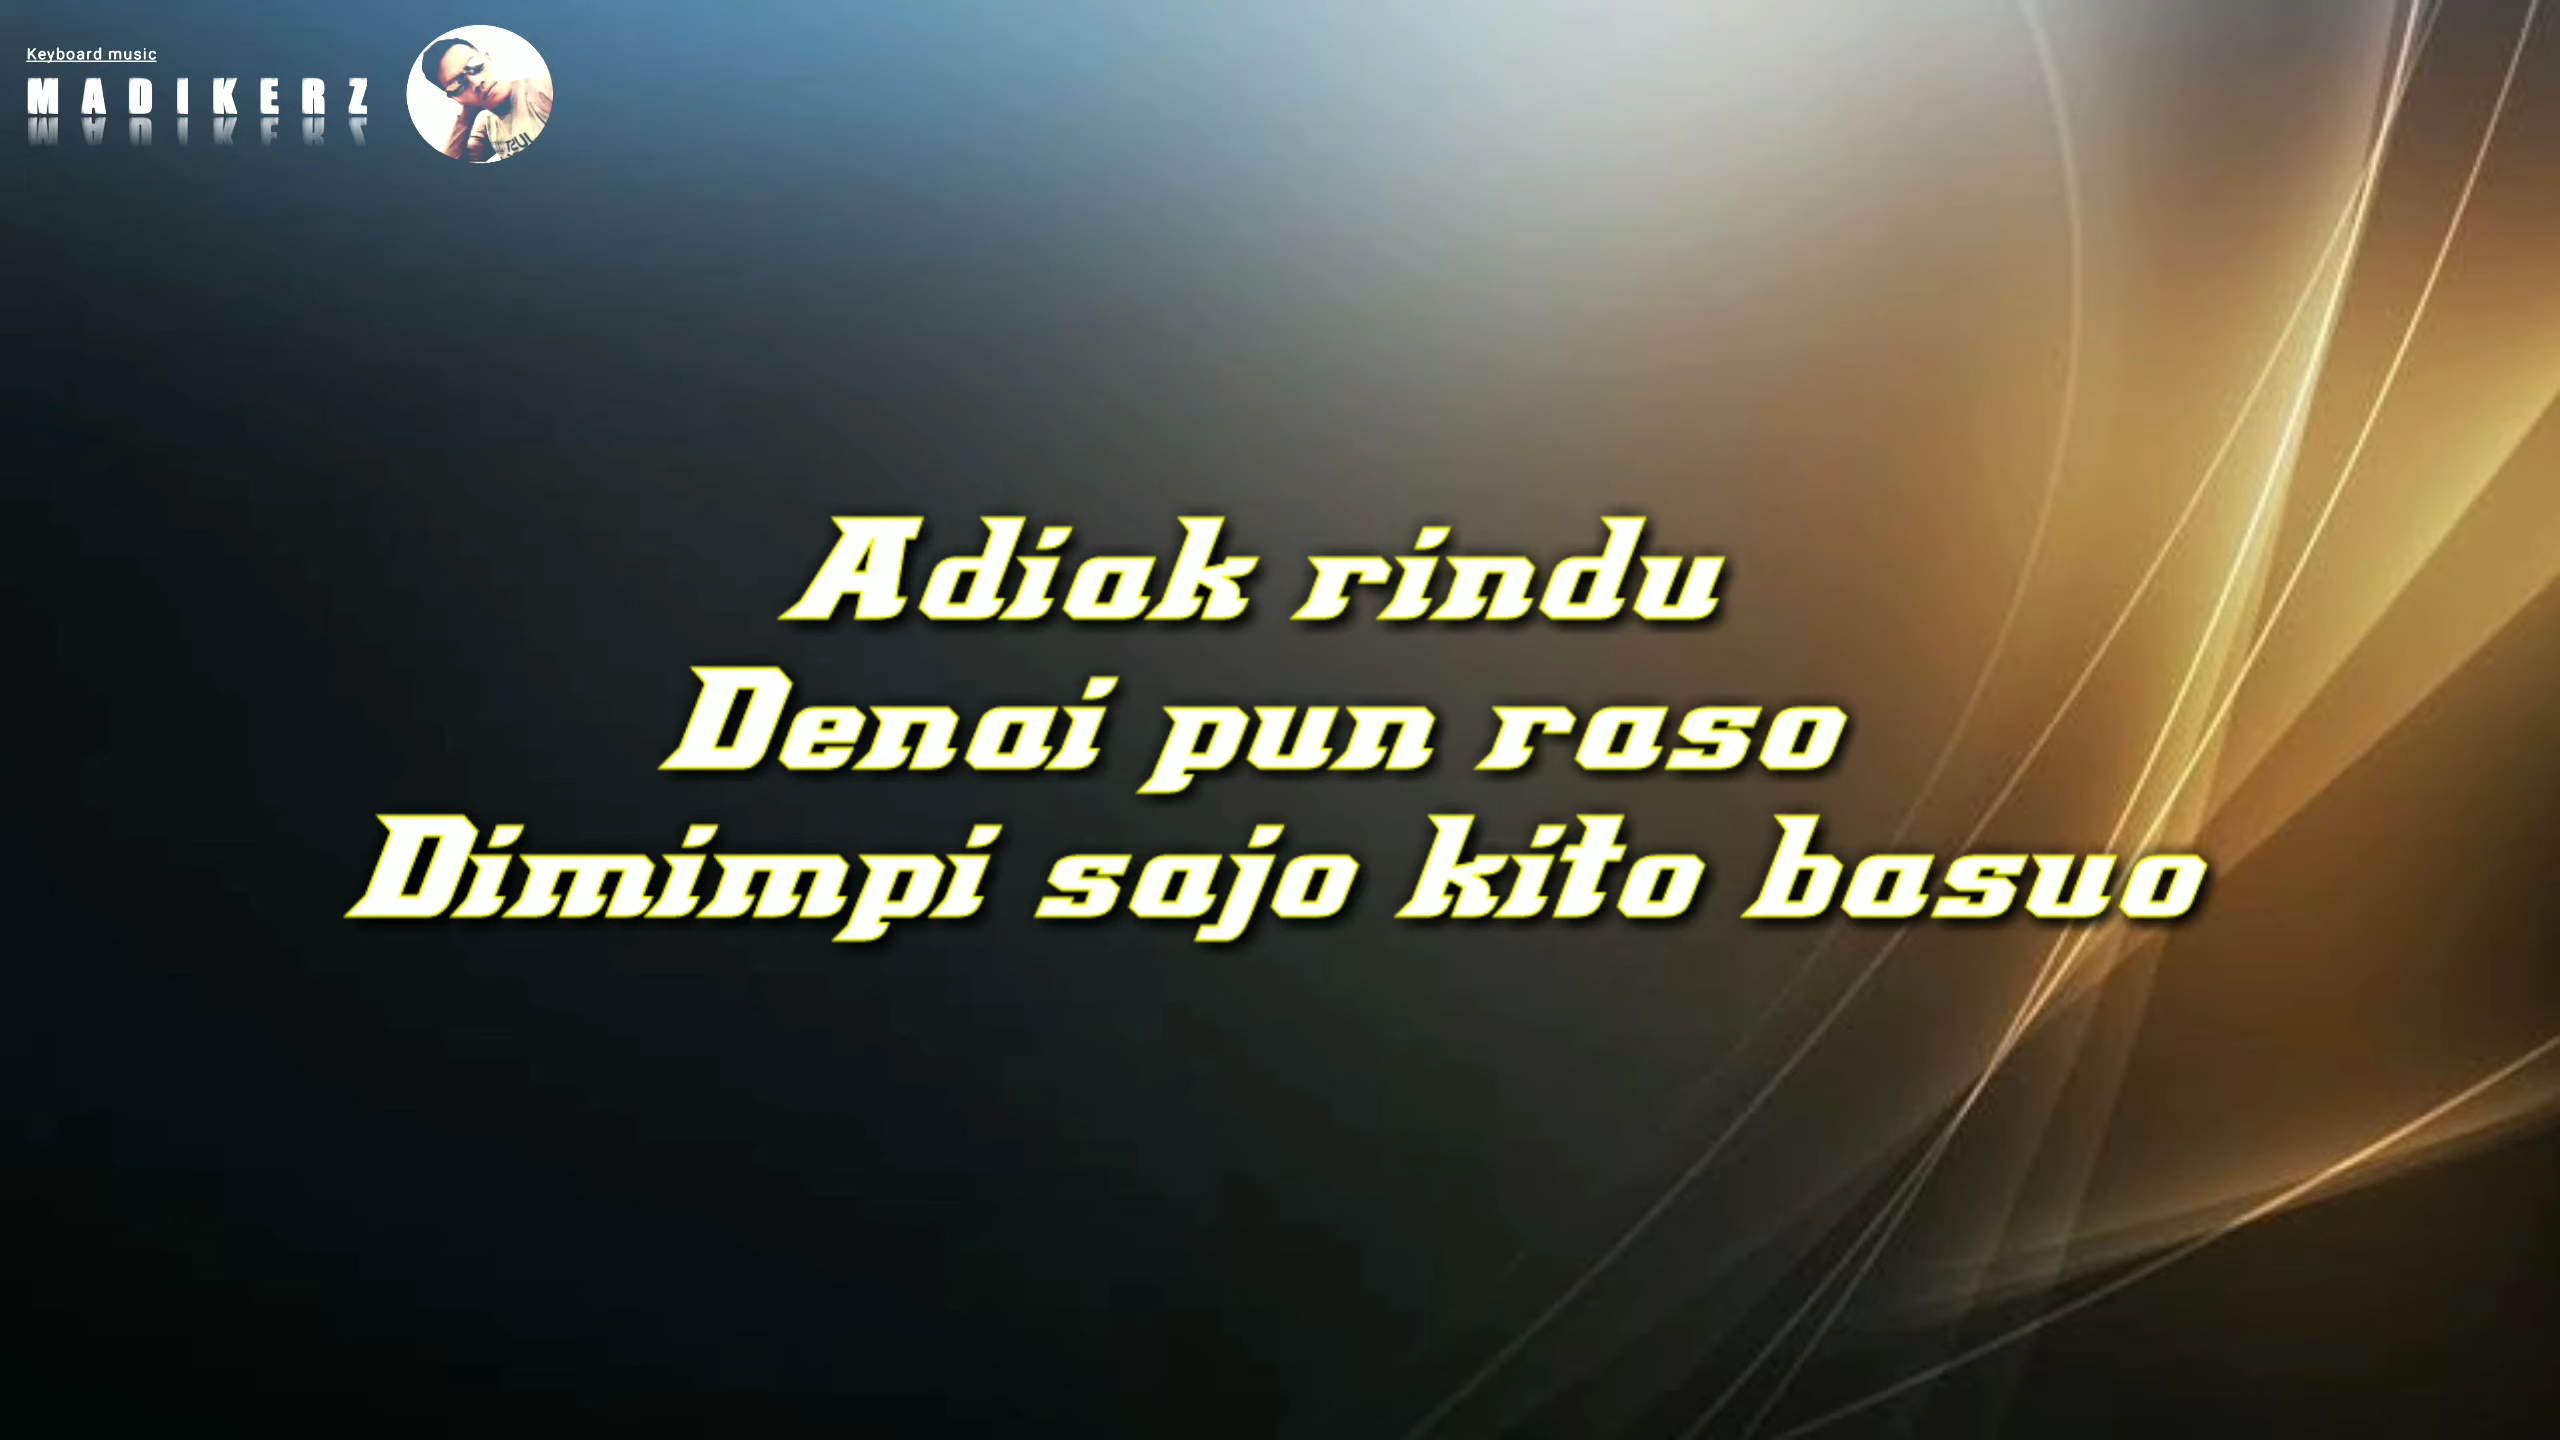 Keyboard music
MADIKERZ
Adiak rindu
Denai pun raso
Dimimpi sajo kito basuo